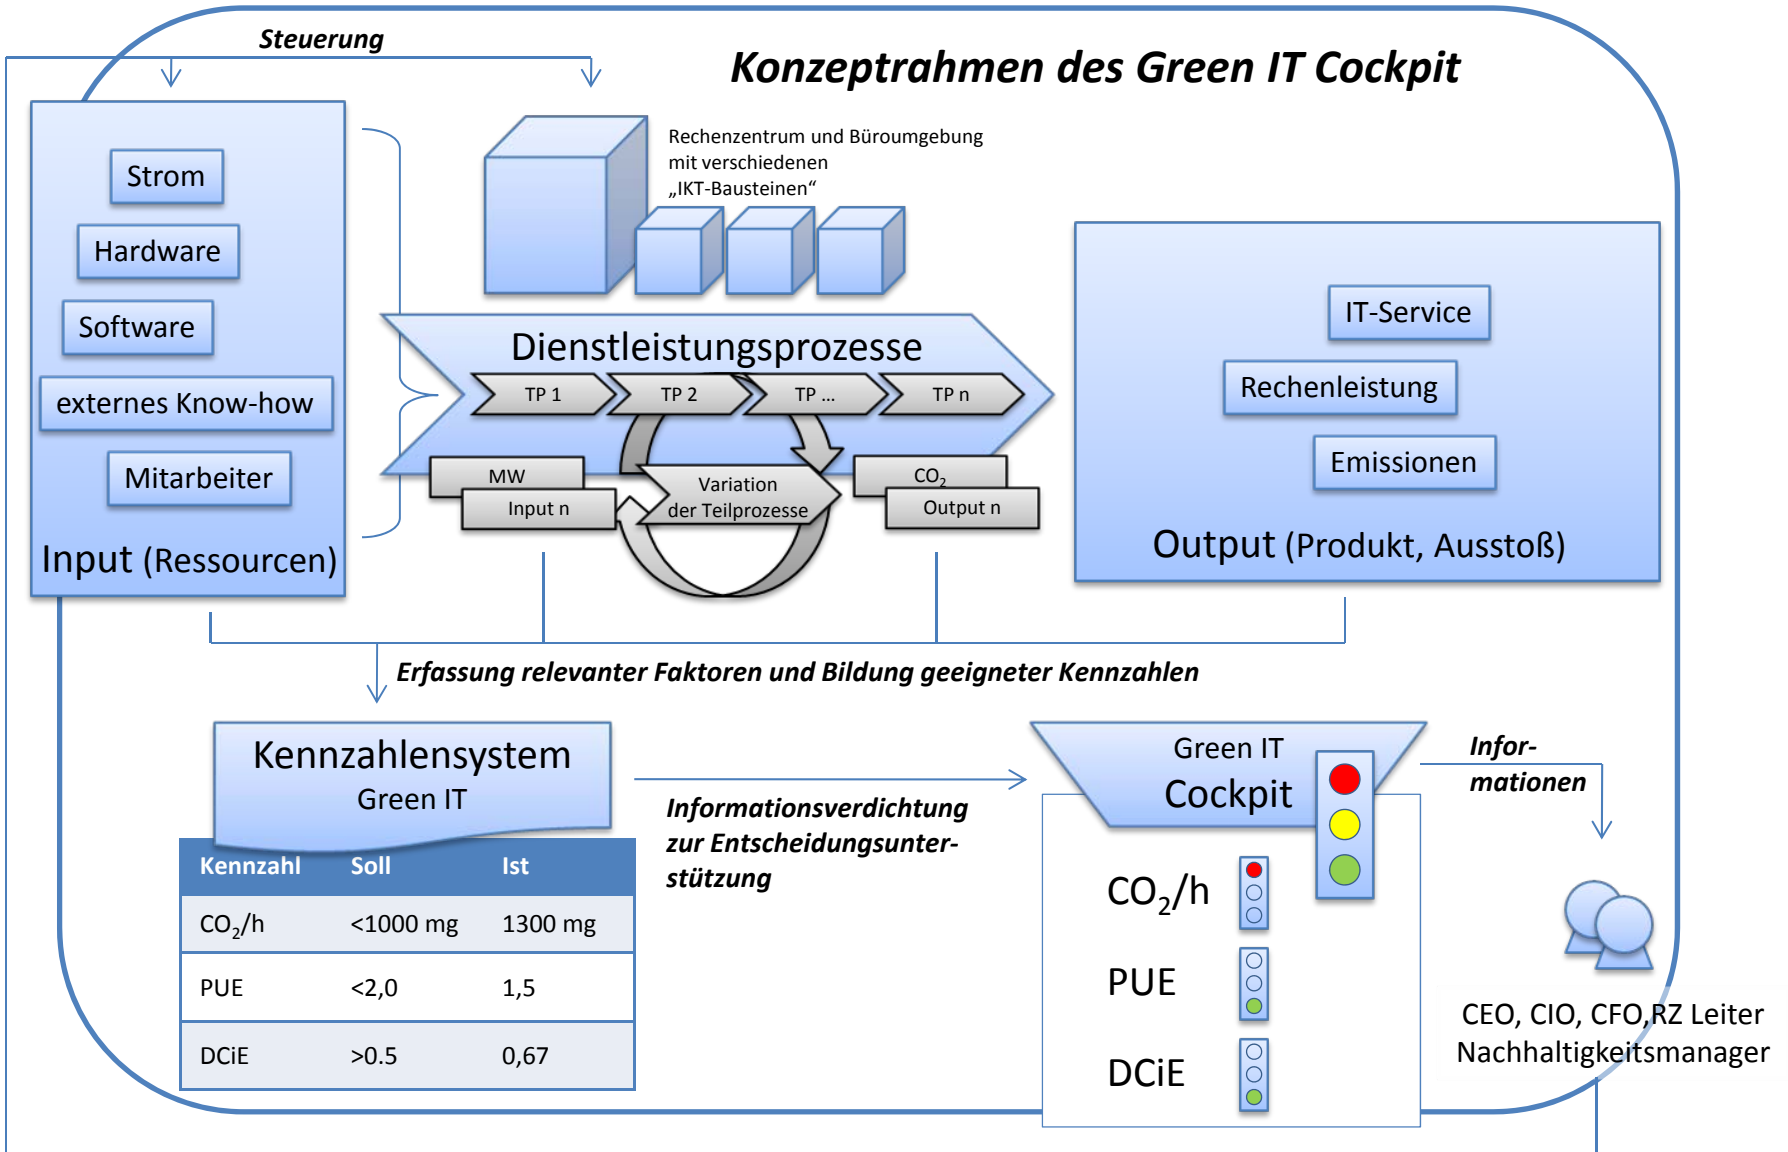 Steuerung
Konzeptrahmen des Green IT Cockpit
Rechenzentrum und Büroumgebung
mit verschiedenen
„IKT-Bausteinen“
Strom
Hardware
Software
externes Know-how
Mitarbeiter
Input (Ressourcen)
Dienstleistungsprozesse
TP 1
TP 2
TP ...
TP n
MW
Input n
Variation
der Teilprozesse
CO₂
Output n
IT-Service
Rechenleistung
Emissionen
Output (Produkt, Ausstoß)
Erfassung relevanter Faktoren und Bildung geeigneter Kennzahlen
Kennzahlensystem
Green IT
Kennzahl Soll Ist
CO₂/h <1000 mg 1300 mg
PUE <2,0 1,5
DCiE >0.5 0,67
Informationsverdichtung
zur Entscheidungsunter-
stützung
Green IT
Cockpit
CO₂/h
PUE
DCiE
Infor-
mationen
CEO, CIO, CFO,RZ Leiter
Nachhaltigkeitsmanager